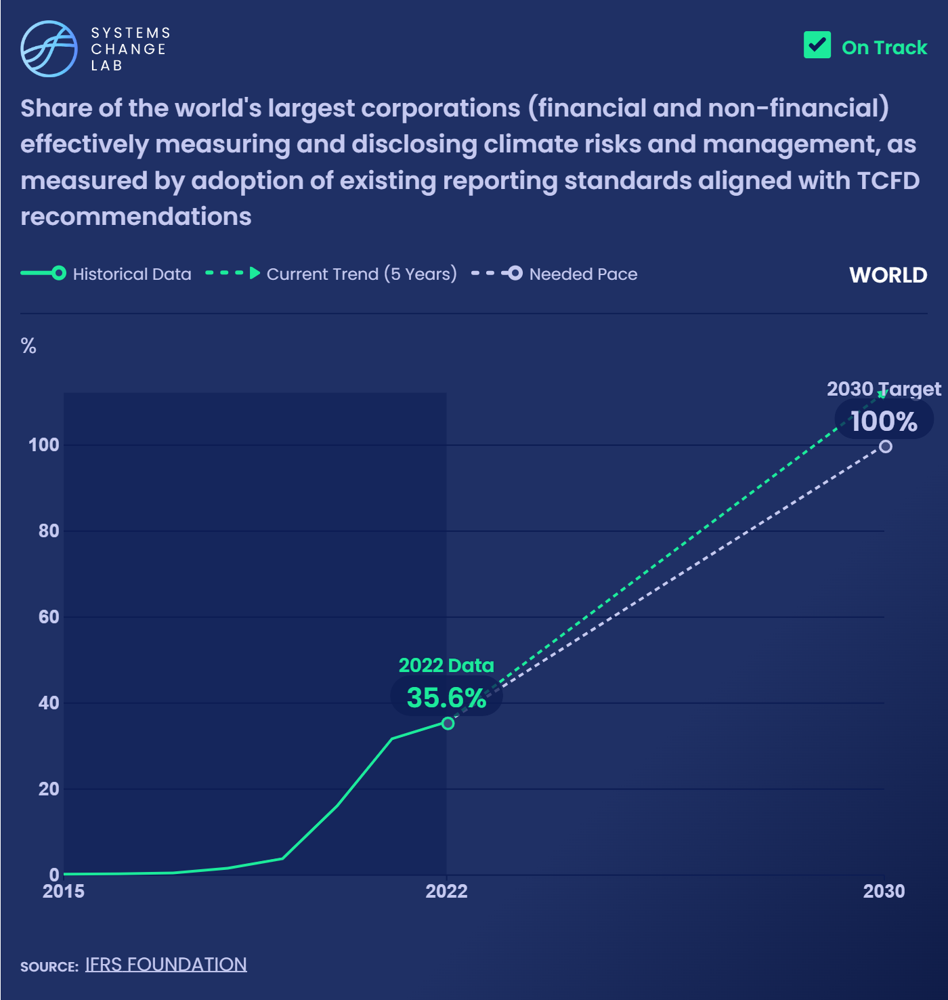 SYSTEMS
CHANGE
LAB
On Track
Share of the world's largest corporations (financial and non-financial)
effectively measuring and disclosing climate risks and management, as
measured by adoption of existing reporting standards aligned with TCFD
recommendations
Historical Data
Current Trend (5 Years)
Needed Pace
WORLD
%
2030 Target
100%
100
80
60
2022 Data
35.6%
40
20
0
2015
2022
2030
SOURCE: IFRS FOUNDATION